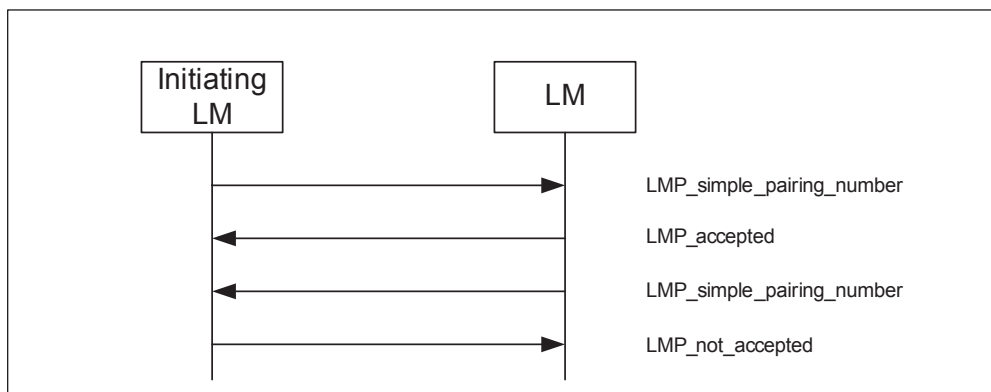 Initiating
LM
LM
LMP_simple_pairing_number
LMP_accepted
LMP_simple_pairing_number
LMP_not_accepted